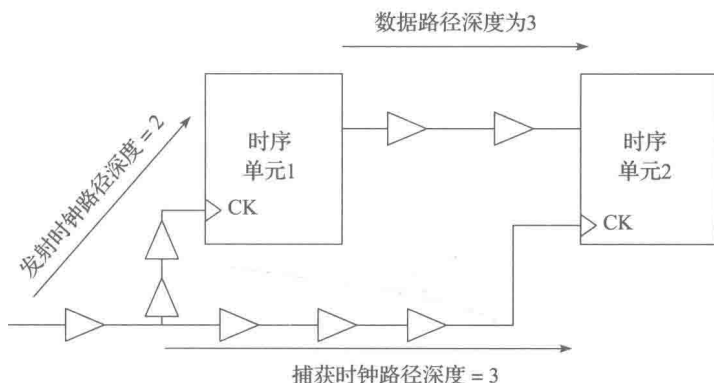 数据路径深度为3
发射时钟路径深度 = 2
时序
单元1
CK
时序
单元2
CK
捕获时钟路径深度 = 3